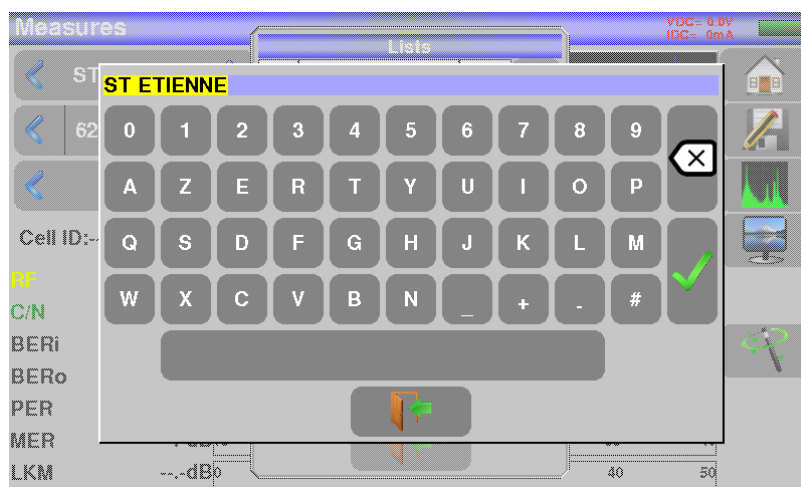 Measures
VDC= 0.0V
IDC= 0mA
Lists
ST
ST ETIENNE
62
0 1 2 3 4 5 6 7 8 9
A Z E R T Y U I O P
Cell ID:--
Q S D F G H J K L M
RF
W X C V B N _ + - #
C/N
BERi
BERo
PER
MER
LKM --.-dB 0 40 50